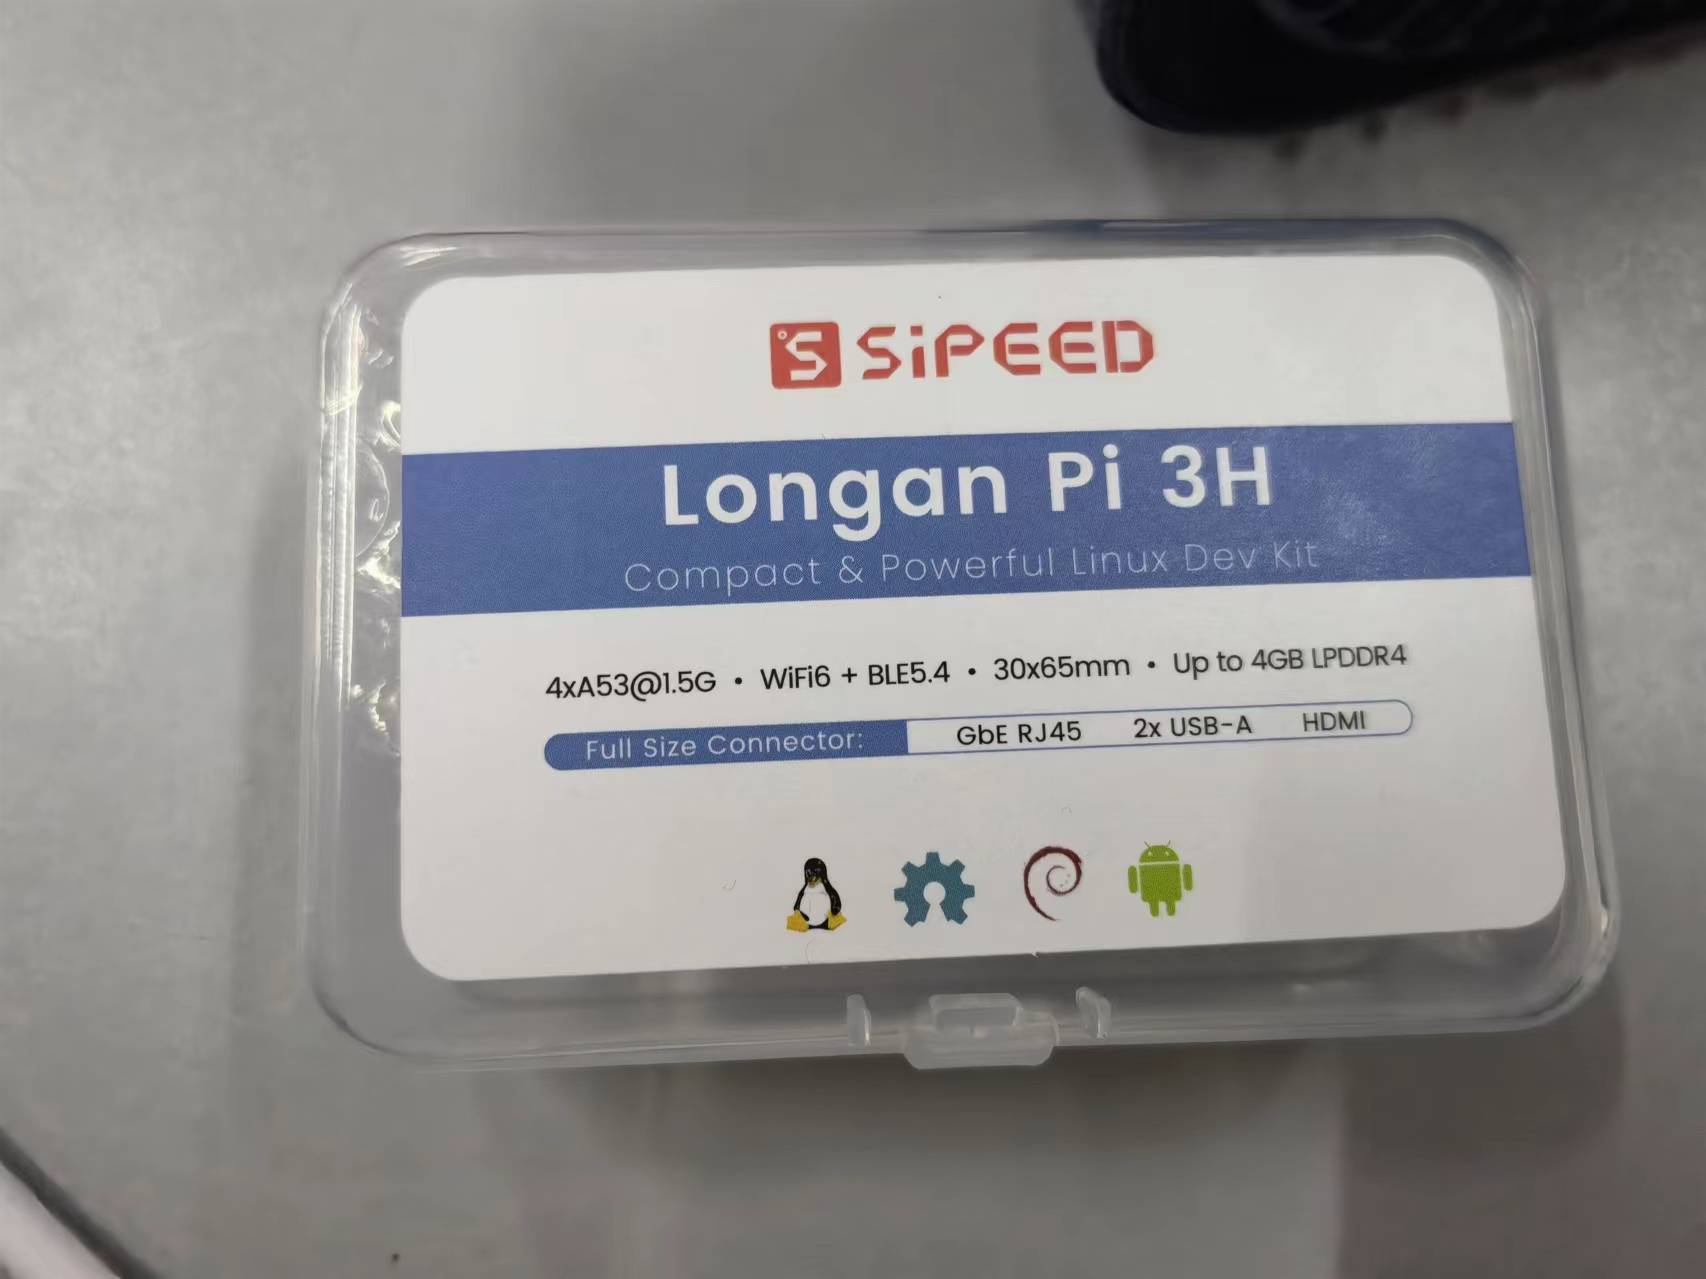 SiPEED
Longan Pi 3H
Compact & Powerful Linux Dev Kit
4xA53@1.5G • WiFi6 + BLE5.4 • 30x65mm • Up to 4GB LPDDR4
Full Size Connector: GbE RJ45 2x USB-A HDMI